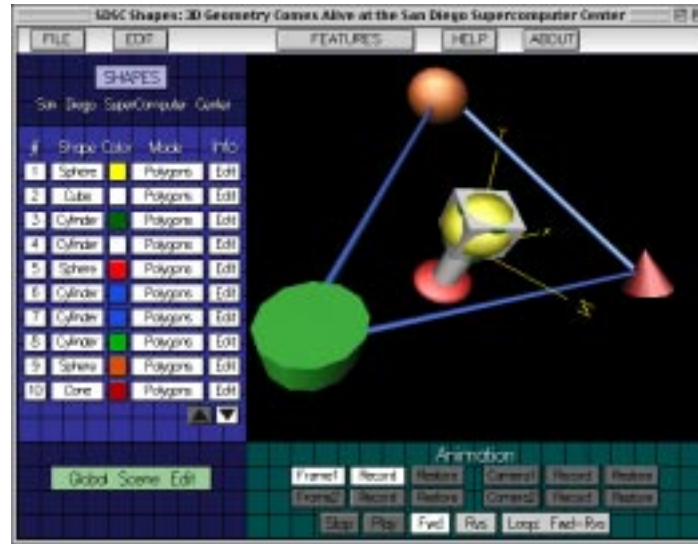 SDSC Shapes: 3D Geometry Comes Alive at the San Diego Supercomputer Center
FILE EDIT FEATURES HELP ABOUT
SHAPES
San Diego SuperComputer Center
# Shape Color Mode Info
1 Sphere Polygons Edit
2 Cube Polygons Edit
3 Cylinder Polygons Edit
4 Cylinder Polygons Edit
5 Sphere Polygons Edit
6 Cylinder Polygons Edit
7 Cylinder Polygons Edit
8 Cylinder Polygons Edit
9 Sphere Polygons Edit
10 Cone Polygons Edit
Global Scene Edit
Animation
Frame1 Record Restore Camera1 Record Restore
Frame2 Record Restore Camera2 Record Restore
Stop Play Fwd Rvs Loop: Fwd-Rvs